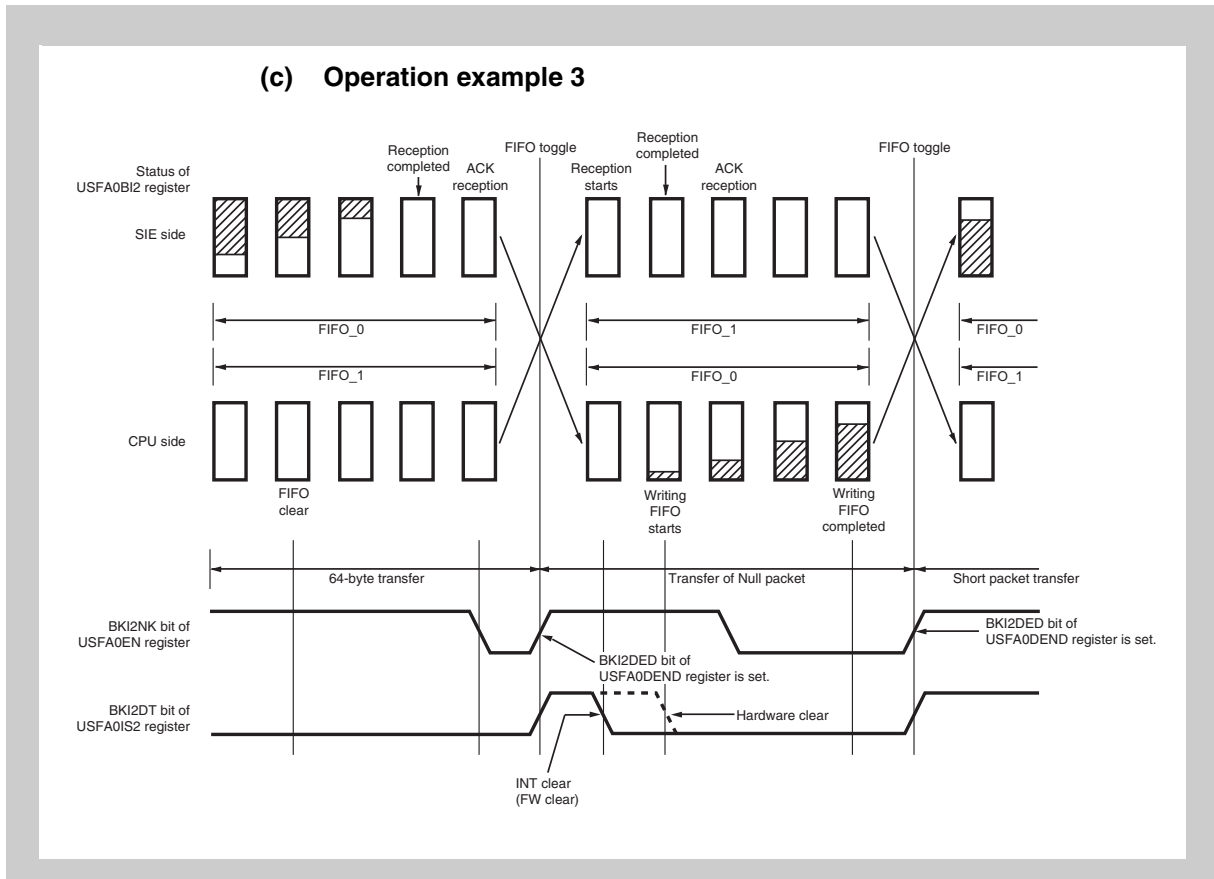 (c) Operation example 3
Reception
completed
FIFO toggle
Reception
completed
FIFO toggle
Status of
USFA0BI2 register
ACK
reception
Reception
starts
ACK
reception
SIE side
FIFO_0
FIFO_1
FIFO_0
FIFO_1
FIFO_0
FIFO_1
CPU side
FIFO
clear
Writing
FIFO
starts
Writing
FIFO
completed
64-byte transfer
Transfer of Null packet
Short packet transfer
BKI2NK bit of
USFA0EN register
BKI2DED bit of
USFA0DEND register is set.
BKI2DED bit of
USFA0DEND register is set.
BKI2DT bit of
USFA0IS2 register
Hardware clear
INT clear
(FW clear)